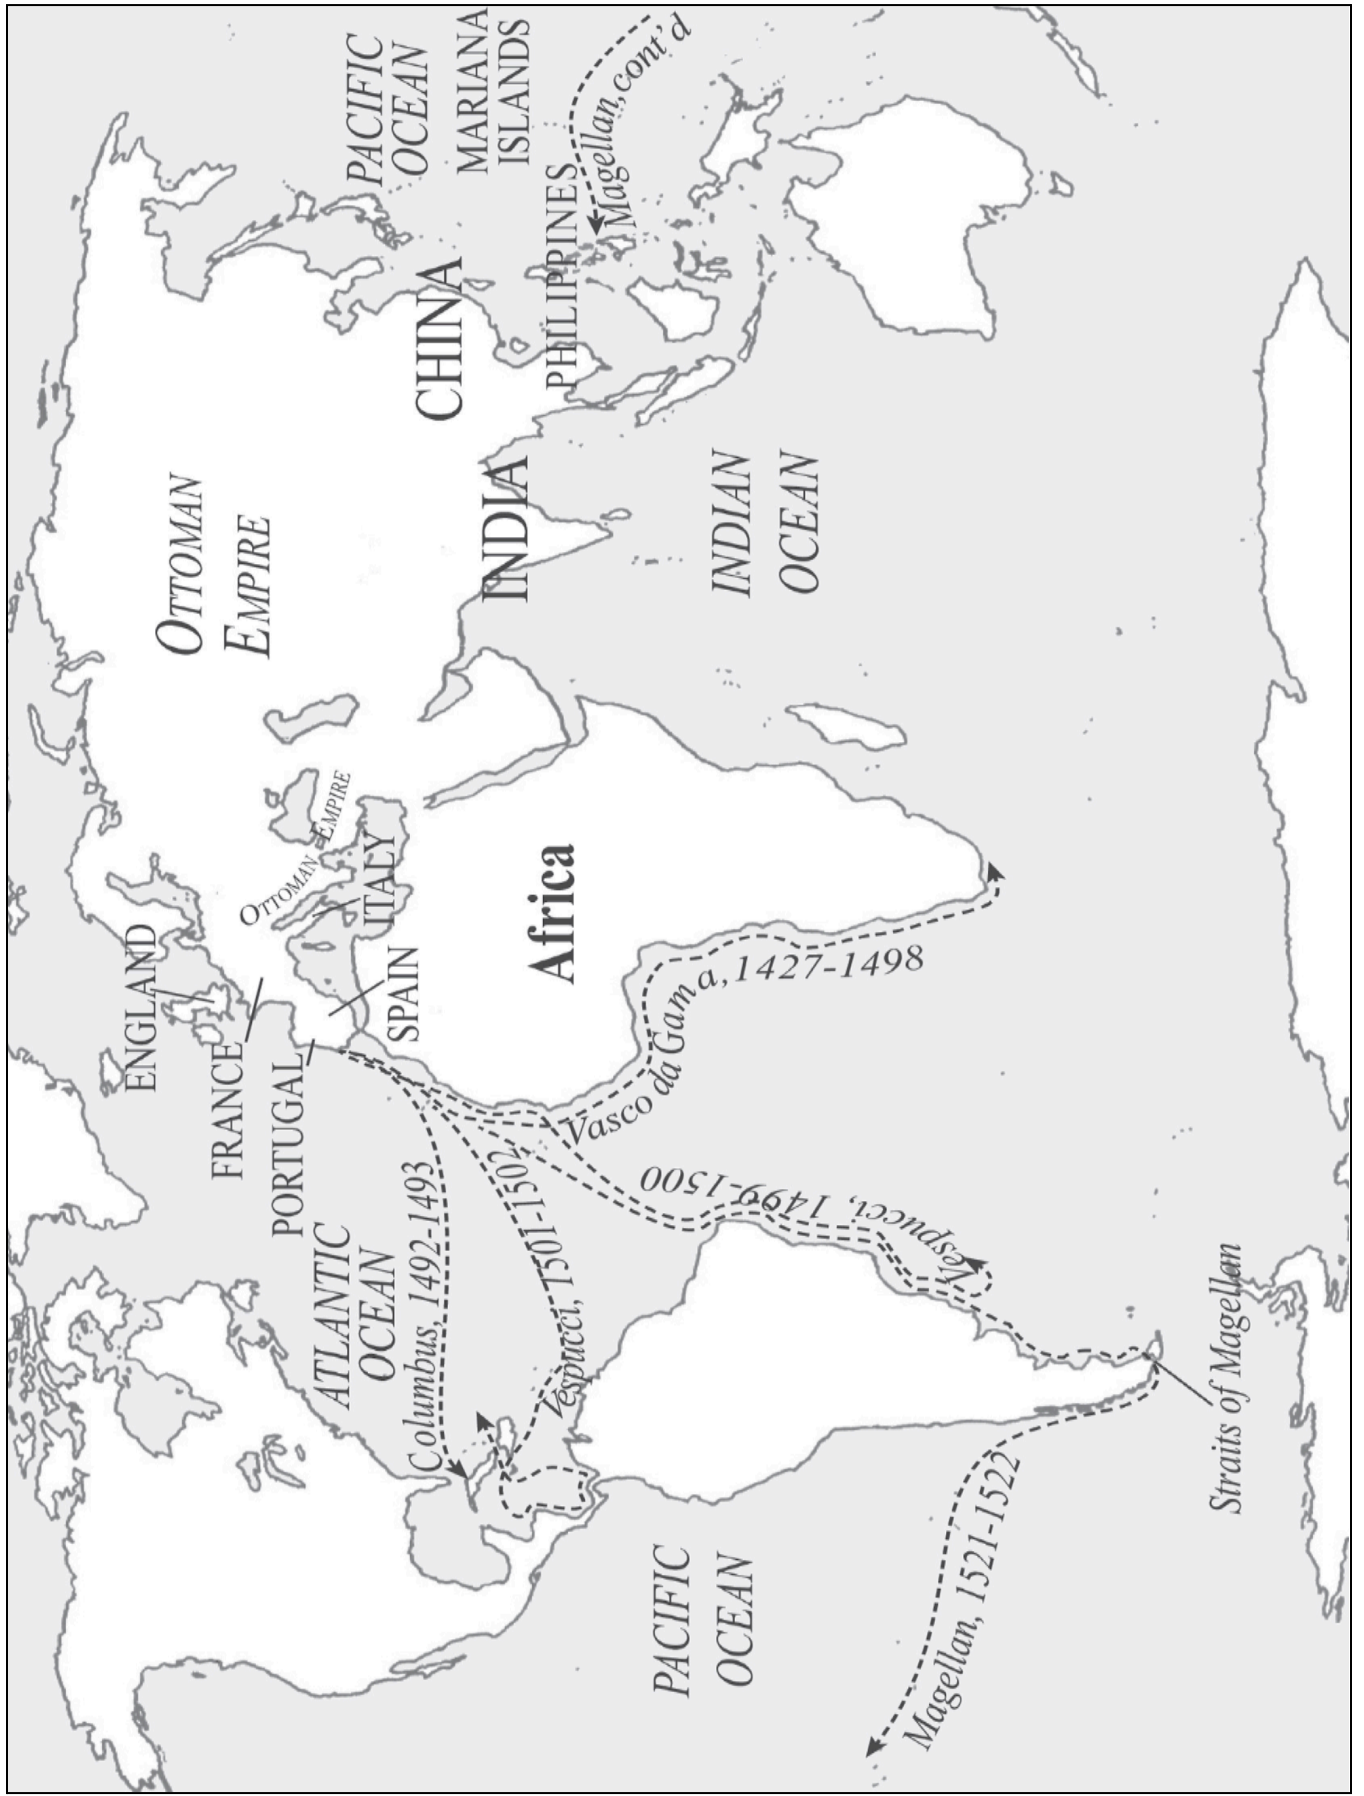 OTTOMAN
EMPIRE
ENGLAND
FRANCE
PORTUGAL
SPAIN
ITALY
OTTOMAN EMPIRE
CHINA
INDIA
PHILIPPINES
PACIFIC
OCEAN
MARIANA
ISLANDS
Magellan, cont'd
ATLANTIC
OCEAN
Columbus, 1492-1493
Vespucci, 1501-1502
Africa
Vasco da Gama, 1427-1498
Vespucci, 1499-1500
INDIAN
OCEAN
PACIFIC
OCEAN
Magellan, 1521-1522
Straits of Magellan